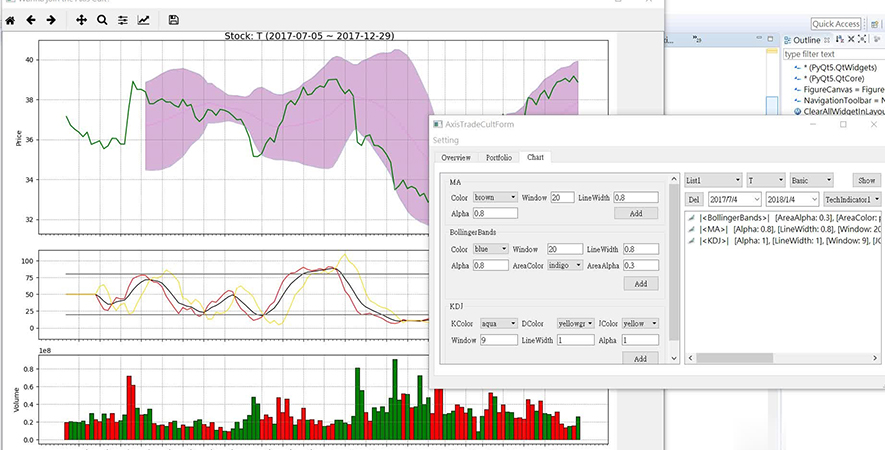 Stock: T (2017-07-05 ~ 2017-12-29)
Price
40
38
36
34
32
100
75
50
25
0
1e8
Volume
0.8
0.6
0.4
0.2
0.0
Quick Access
Outline
type filter text
* (PyQt5.QtWidgets)
* (PyQt5.QtCore)
FigureCanvas = Figure
NavigationToolbar = N
ClearAllWidgetInLayou
AxisTradeCultForm
Setting
Overview Portfolio Chart
MA
Color brown Window 20 LineWidth 0.8
Alpha 0.8 Add
BollingerBands
Color blue Window 20 LineWidth 0.8
Alpha 0.8 AreaColor indigo AreaAlpha 0.3
Add
KDJ
KColor aqua DColor yellowgr JColor yellow
Window 9 LineWidth 1 Alpha 1
Add
List1 T Basic Show
Del 2017/7/4 2018/1/4 TechIndicator1
|<BollingerBands>| [AreaAlpha: 0.3], [AreaColor: p
|<MA>| [Alpha: 0.8], [LineWidth: 0.8], [Window: 20
|<KDJ>| [Alpha: 1], [LineWidth: 1], [Window: 9], [JC